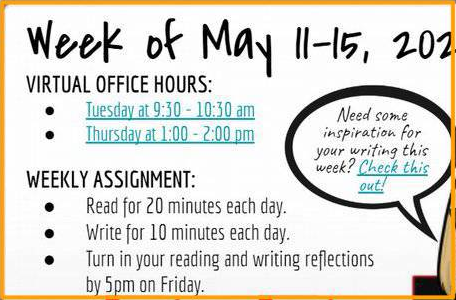 Week of May 11-15, 202
VIRTUAL OFFICE HOURS:
● Tuesday at 9:30 - 10:30 am
● Thursday at 1:00 - 2:00 pm
Need some
inspiration for
your writing this
week? Check this
out!
WEEKLY ASSIGNMENT:
● Read for 20 minutes each day.
● Write for 10 minutes each day.
● Turn in your reading and writing reflections
by 5pm on Friday.